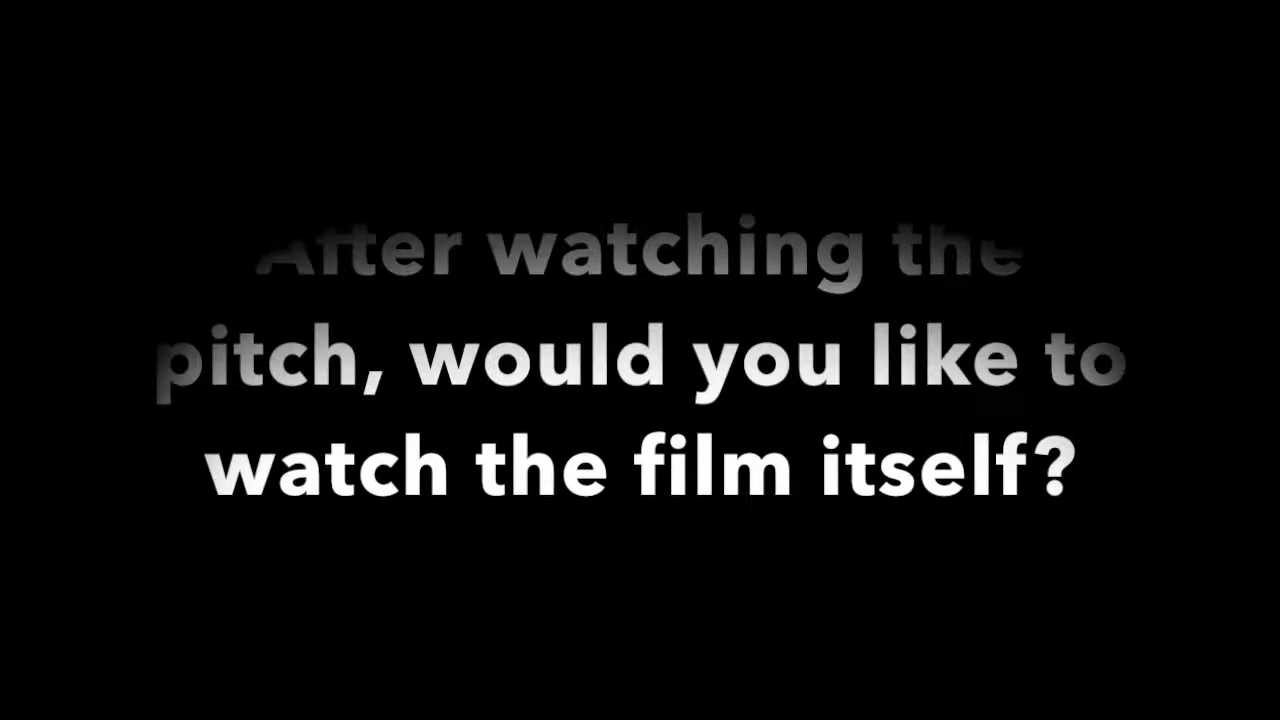 After watching the
pitch, would you like to
watch the film itself?